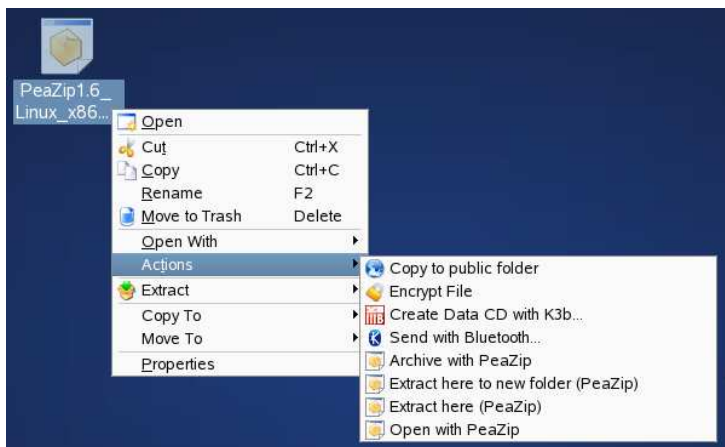 PeaZip1.6_
Linux_x86...
Open
Cut Ctrl+X
Copy Ctrl+C
Rename F2
Move to Trash Delete
Open With
Actions
Extract
Copy To
Move To
Properties
Copy to public folder
Encrypt File
Create Data CD with K3b...
Send with Bluetooth...
Archive with PeaZip
Extract here to new folder (PeaZip)
Extract here (PeaZip)
Open with PeaZip